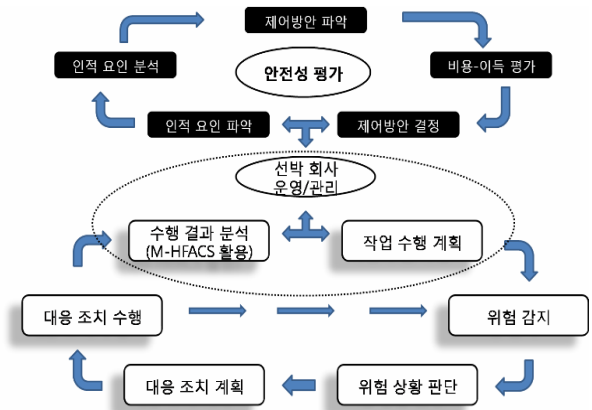 제어방안 파악
인적 요인 분석
안전성 평가
비용-이득 평가
인적 요인 파악
제어방안 결정
선박 회사
운영/관리
수행 결과 분석
(M-HFACS 활용)
작업 수행 계획
대응 조치 수행
위험 감지
대응 조치 계획
위험 상황 판단